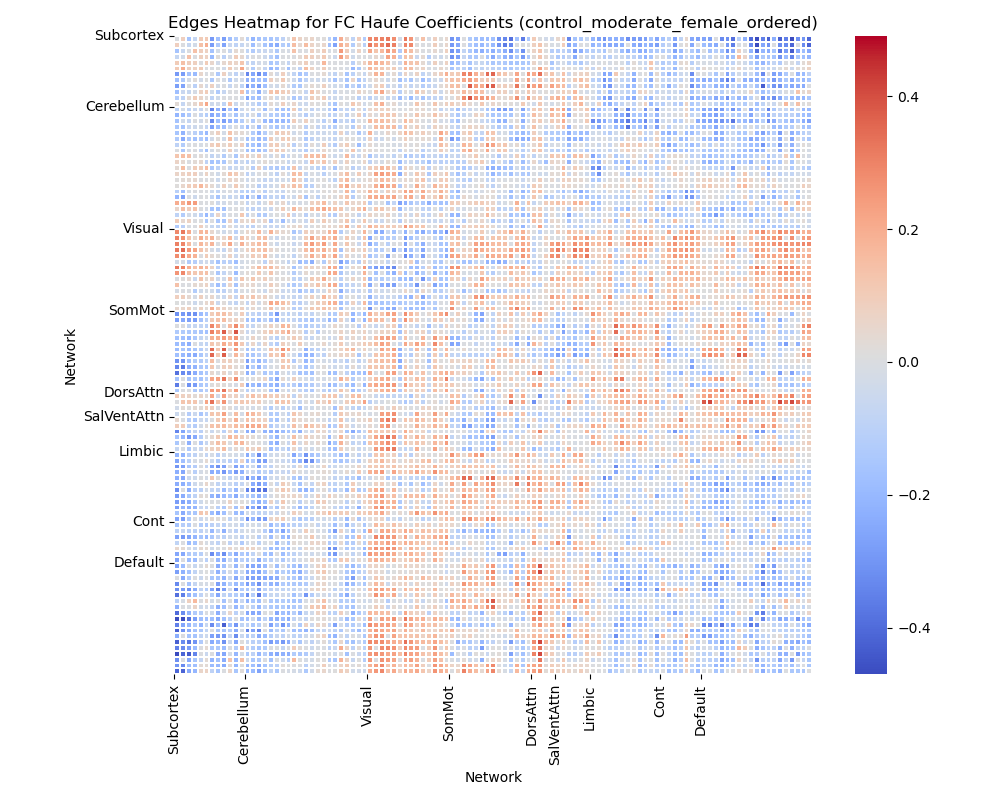 Edges Heatmap for FC Haufe Coefficients (control_moderate_female_ordered)
Subcortex
Cerebellum
Visual
SomMot
DorsAttn
SalVentAttn
Limbic
Cont
Default
Network
0.4
0.2
0.0
−0.2
−0.4
Subcortex
Cerebellum
Visual
SomMot
DorsAttn
SalVentAttn
Limbic
Cont
Default
Network